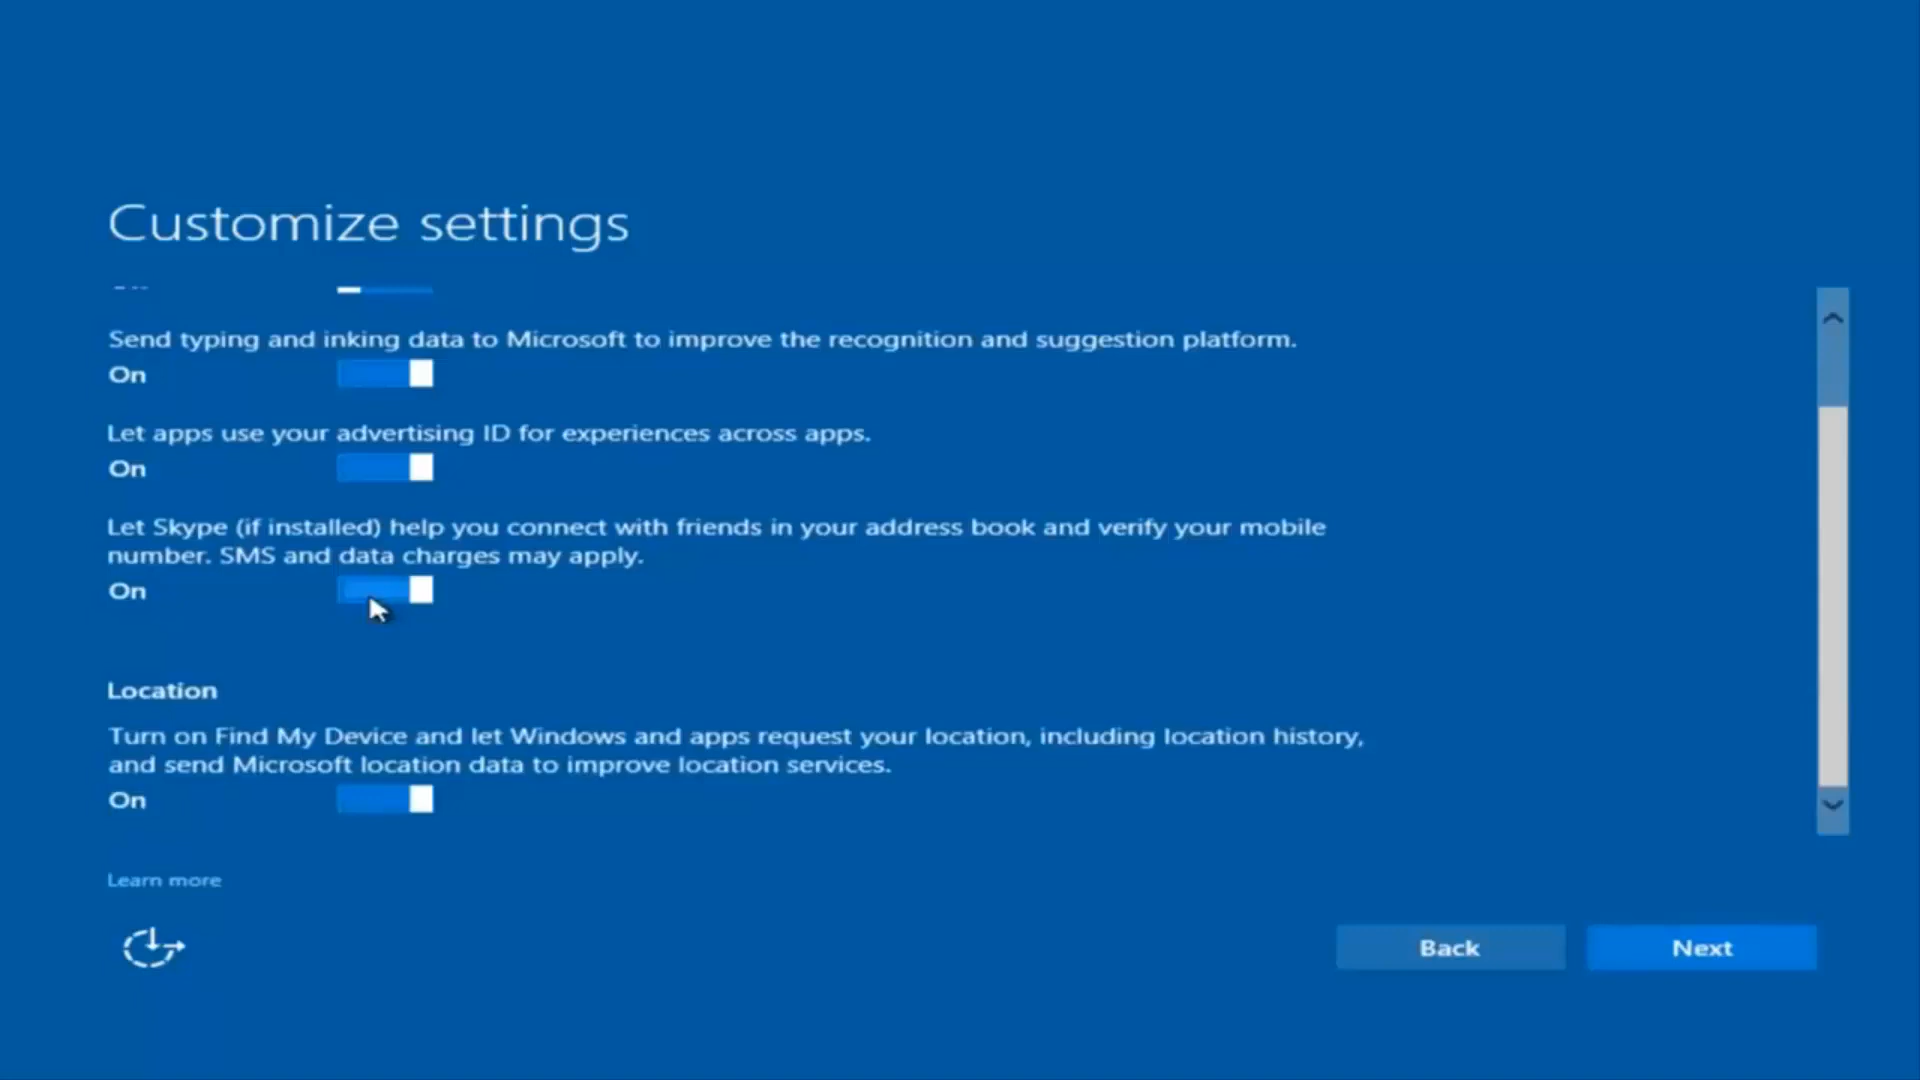 Customize settings
Send typing and inking data to Microsoft to improve the recognition and suggestion platform.
On
Let apps use your advertising ID for experiences across apps.
On
Let Skype (if installed) help you connect with friends in your address book and verify your mobile
number. SMS and data charges may apply.
On
Location
Turn on Find My Device and let Windows and apps request your location, including location history,
and send Microsoft location data to improve location services.
On
Learn more
Back
Next